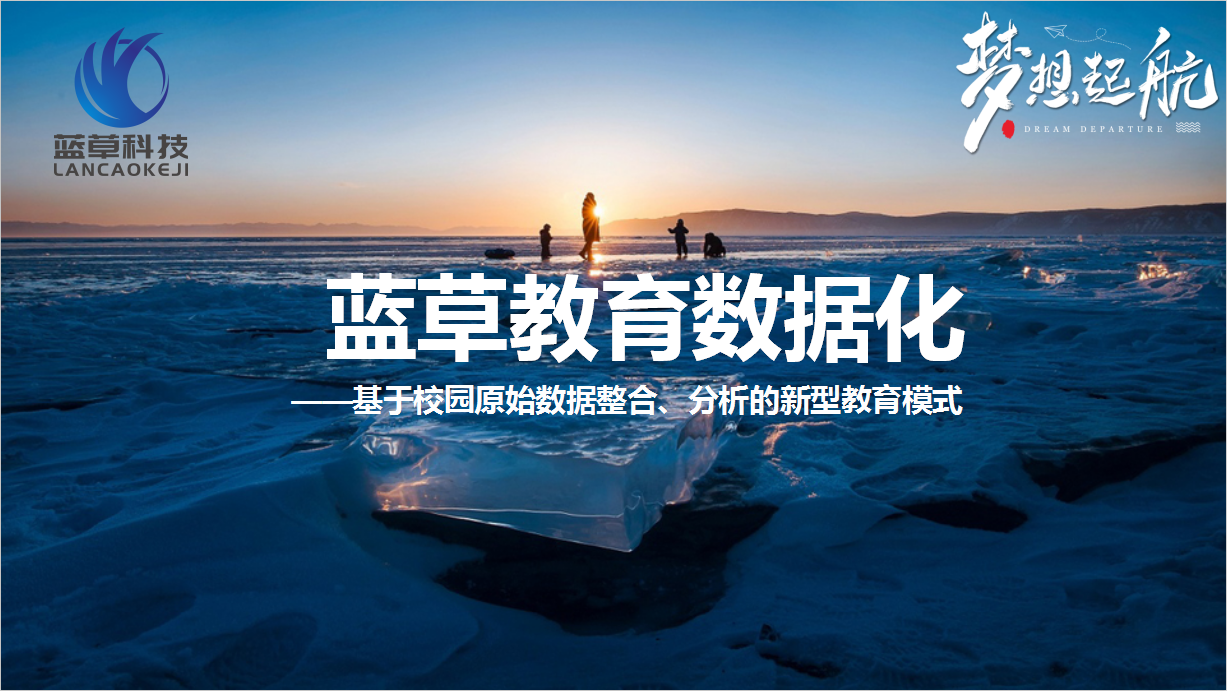 蓝草科技
LANCAOKEJI
梦想起航
DREAM DEPARTURE
蓝草教育数据化
——基于校园原始数据整合、分析的新型教育模式